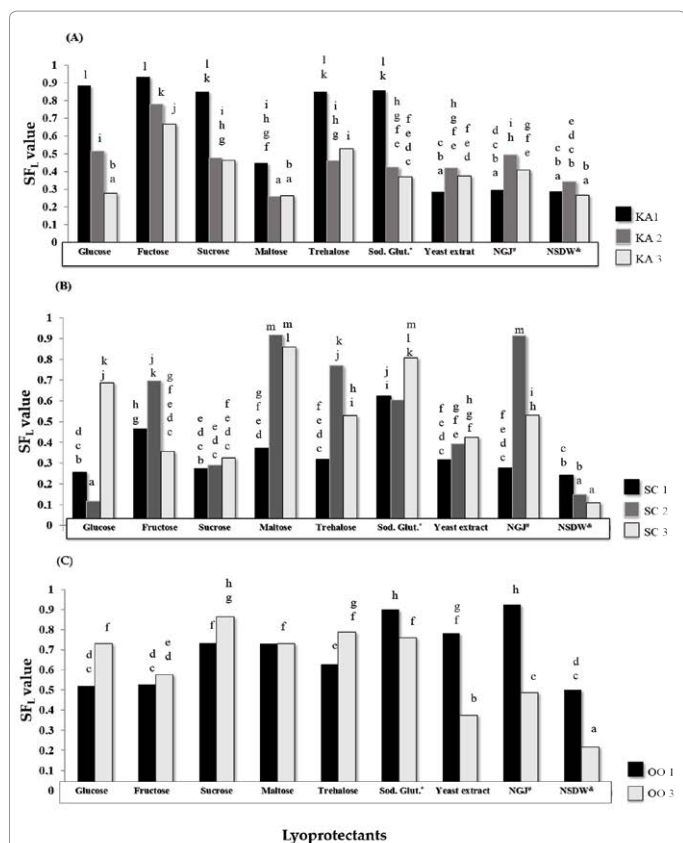 (A)
SFL value
1
0.9
0.8
0.7
0.6
0.5
0.4
0.3
0.2
0.1
0
l
i
b
a
l
k
j
l
k
i
h
g
i
h
g
f
a
b
a
l
k
i
h
g
i
l
k
h
g
f
e
f
e
d
c
c
b
a
h
g
f
e
f
e
d
d
c
b
a
i
h
g
f
e
c
b
a
e
d
c
b
b
a
Glucose Fuctose Sucrose Maltose Trehalose Sod. Glut.* Yeast extrat NGJ# NSDW&
KA1
KA 2
KA 3
(B)
SFL value
1
0.9
0.8
0.7
0.6
0.5
0.4
0.3
0.2
0.1
0
d
c
b
a
k
j
h
g
j
k
g
f
e
d
c
e
d
c
b
e
d
c
f
e
d
c
g
f
e
d
m
m
l
f
e
d
c
k
j
h
i
j
i
m
l
k
f
e
d
c
g
f
e
h
g
f
f
e
d
c
m
i
h
c
b
b
a
a
Glucose Fructose Sucrose Maltose Trehalose Sod. Glut.* Yeast extract NGJ# NSDW&
SC 1
SC 2
SC 3
(C)
SFL value
1
0.9
0.8
0.7
0.6
0.5
0.4
0.3
0.2
0.1
d
c
f
d
c
e
d
f
h
g
f
e
g
f
h
f
g
f
b
h
c
d
c
a
Glucose Fructose Sucrose Maltose Trehalose Sod. Glut.* Yeast extract NGJ# NSDW&
OO 1
OO 3
Lyoprotectants